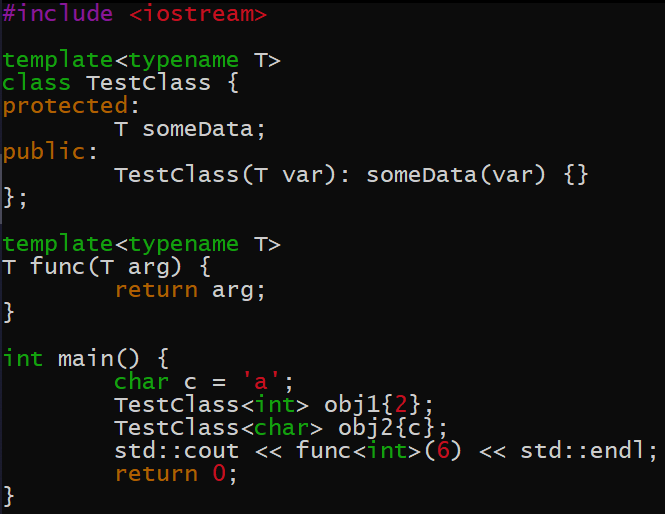 #include <iostream>

template<typename T>
class TestClass {
protected:
        T someData;
public:
        TestClass(T var): someData(var) {}
};

template<typename T>
T func(T arg) {
        return arg;
}

int main() {
        char c = 'a';
        TestClass<int> obj1{2};
        TestClass<char> obj2{c};
        std::cout << func<int>(6) << std::endl;
        return 0;
}